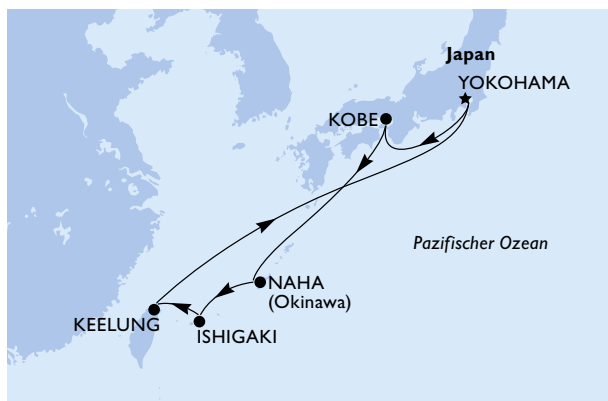 Japan
YOKOHAMA
KOBE
Pazifischer Ozean
NAHA
(Okinawa)
KEELUNG
ISHIGAKI